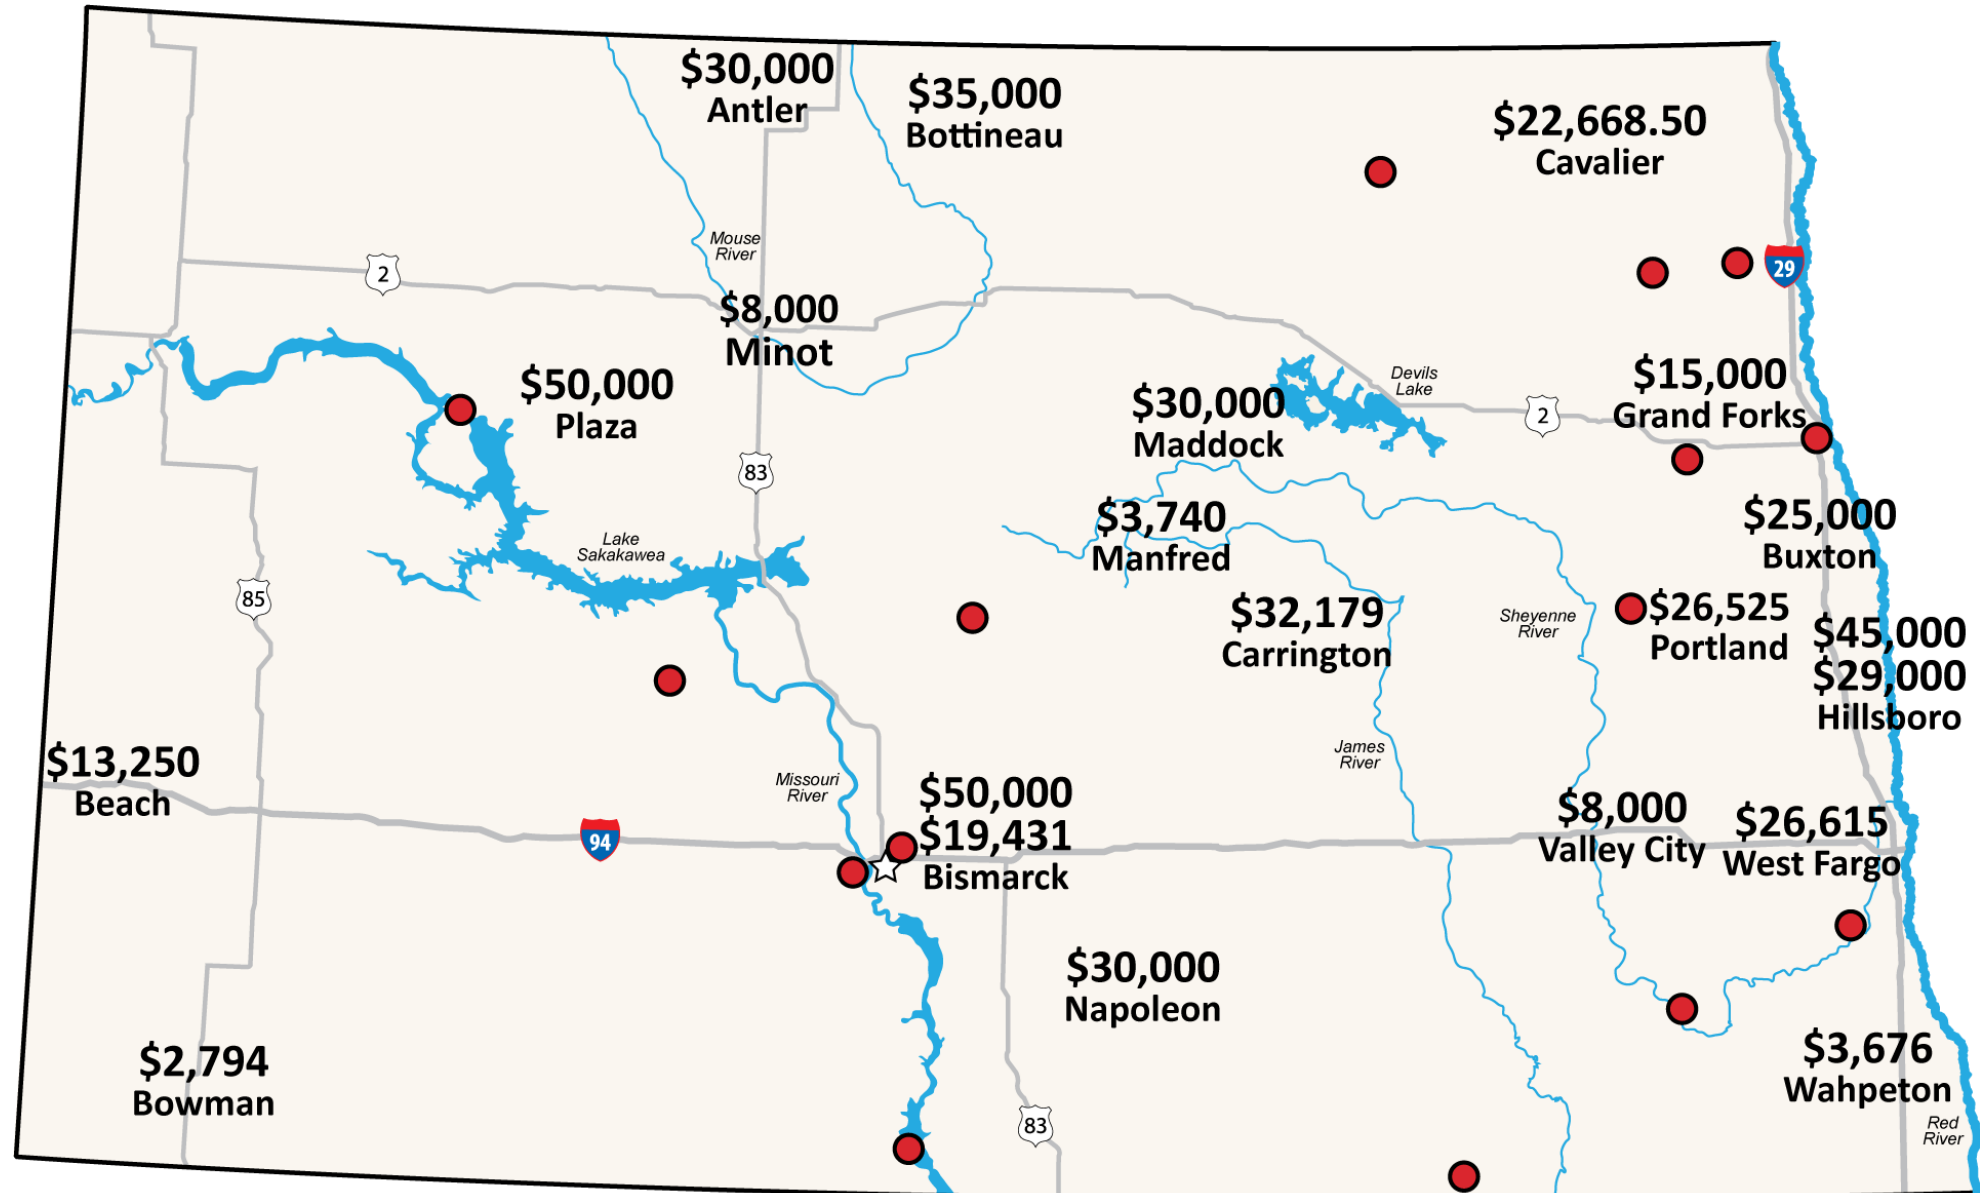 $30,000
Antler
$35,000
Bottineau
$22,668.50
Cavalier
Mouse
River
2
29
$8,000
Minot
$50,000
Plaza
$30,000
Maddock
Devils
Lake
2
$15,000
Grand Forks
83
$3,740
Manfred
$25,000
Buxton
Lake
Sakakawea
85
$32,179
Carrington
Sheyenne
River
$26,525
Portland
$45,000
$29,000
Hillsboro
$13,250
Beach
Missouri
River
James
River
94
$50,000
$19,431
Bismarck
$8,000
Valley City
$26,615
West Fargo
$30,000
Napoleon
$2,794
Bowman
83
$3,676
Wahpeton
Red
River